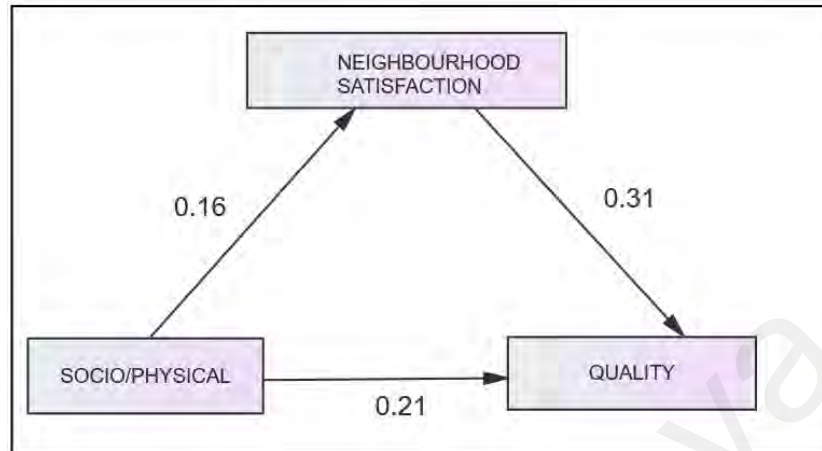 NEIGHBOURHOOD
SATISFACTION
0.16
0.31
SOCIO/PHYSICAL
QUALITY
0.21